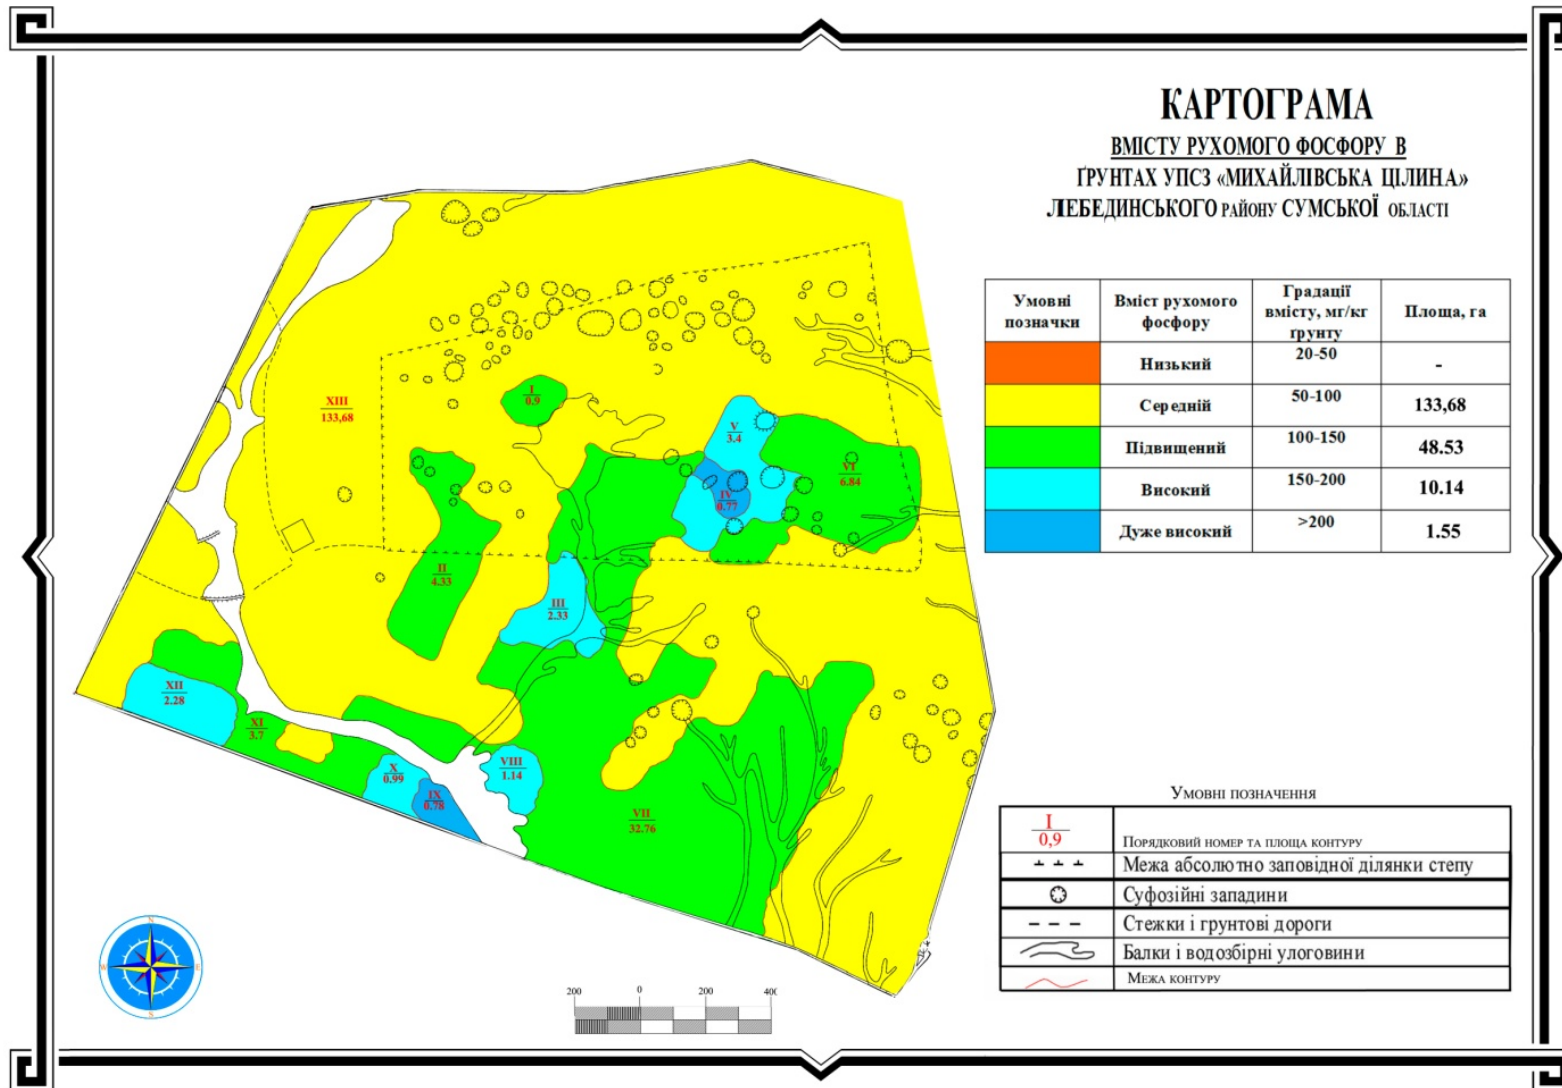 КАРТОГРАМА
ВМІСТУ РУХОМОГО ФОСФОРУ В
ҐРУНТАХ УПСЗ «МИХАЙЛІВСЬКА ЦІЛИНА»
ЛЕБЕДИНСЬКОГО РАЙОНУ СУМСЬКОЇ ОБЛАСТІ
Умовні позначки
Вміст рухомого фосфору
Градації вмісту, мг/кг ґрунту
Площа, га
Низький 20-50 -
Середній 50-100 133,68
Підвищений 100-150 48.53
Високий 150-200 10.14
Дуже високий >200 1.55
XIII
133,68
I
0,9
V
3.4
VI
6.84
IV
0.77
II
4.33
III
2.33
XII
2.28
XI
3.7
X
0.99
IX
0.78
VIII
1.14
VII
32.76
УМОВНІ ПОЗНАЧЕННЯ
I
0,9
ПОРЯДКОВИЙ НОМЕР ТА ПЛОЩА КОНТУРУ
Межа абсолютно заповідної ділянки степу
Суфозійні западини
Стежки і грунтові дороги
Балки і водозбірні улоговини
МЕЖА КОНТУРУ
N
W E
S
200 0 200 400